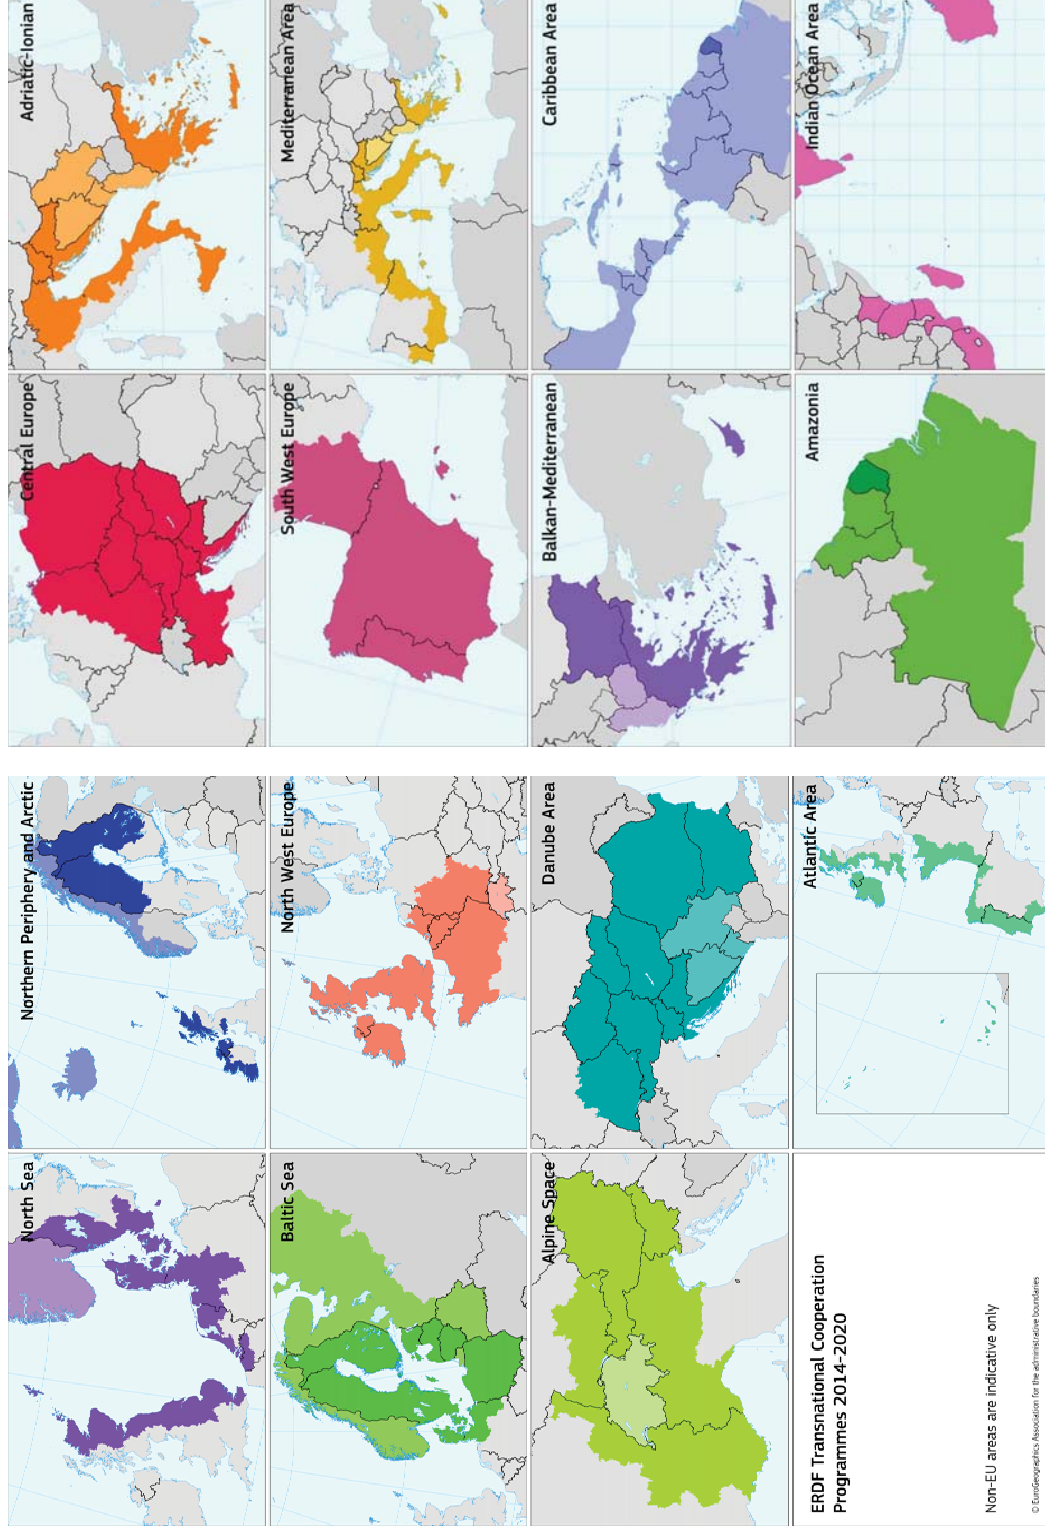 North Sea
Northern Periphery and Arctic
Central Europe
Adriatic-Ionian
Baltic Sea
North West Europe
South West Europe
Mediterranean Area
Alpine Space
Danube Area
Balkan-Mediterranean
Caribbean Area
ERDF Transnational Cooperation
Programmes 2014-2020
Non-EU areas are indicative only
© EuroGeographics Association for the administrative boundaries
Atlantic Area
Amazonia
Indian Ocean Area